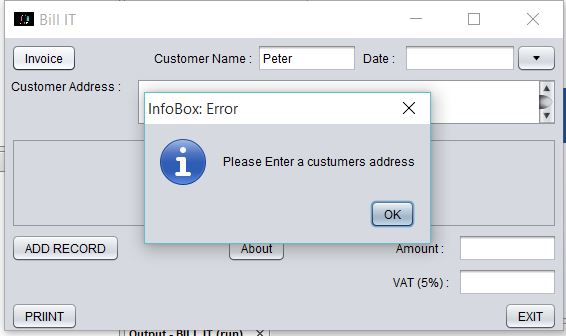 Bill IT
Invoice Customer Name : Peter Date :
Customer Address :
InfoBox: Error
Please Enter a custumers address
OK
ADD RECORD About Amount :
VAT (5%) :
PRIINT EXIT
Output - BILL IT (run)